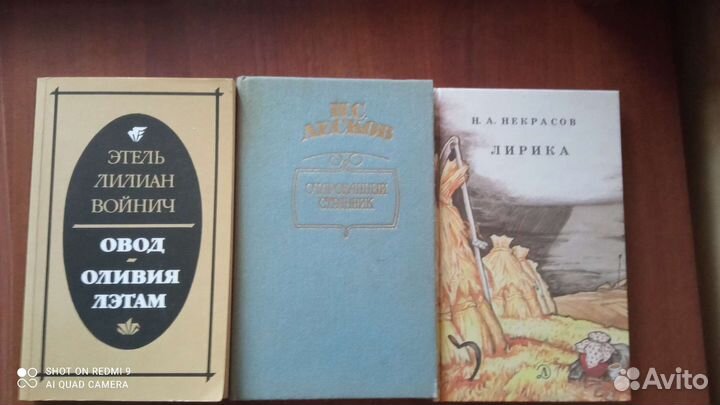 ЭТЕЛЬ
ЛИЛИАН
ВОЙНИЧ
ОВОД
-
ОЛИВИЯ
ЛЭТАМ
Н.С.
ЛЕСКОВ
ОЧАРОВАННЫЙ
СТРАННИК
Н. А. НЕКРАСОВ
ЛИРИКА
SHOT ON REDMI 9
AI QUAD CAMERA
Avito